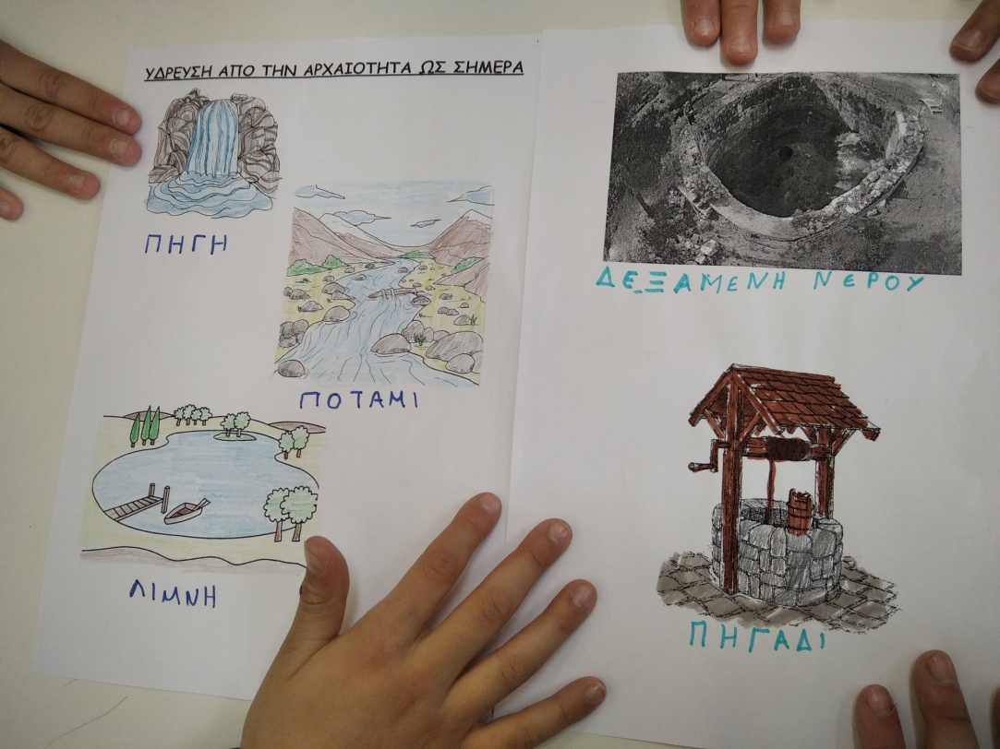 ΥΔΡΕΥΣΗ ΑΠΟ ΤΗΝ ΑΡΧΑΙΟΤΗΤΑ ΩΣ ΣΗΜΕΡΑ
ΠΗΓΗ
ΠΟΤΑΜΙ
ΛΙΜΝΗ
ΔΕΞΑΜΕΝΗ ΝΕΡΟΥ
ΠΗΓΑΔΙ